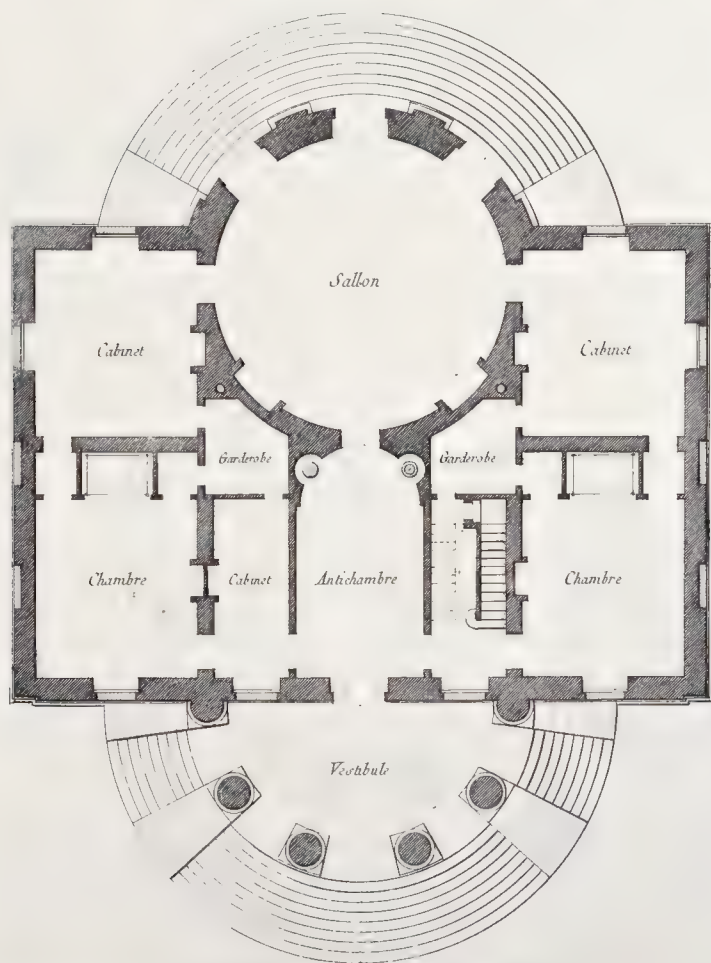 Sallon
Cabinet
Cabinet
Garderobe
Garderobe
Chambre
Cabinet
Antichambre
Chambre
Vestibule